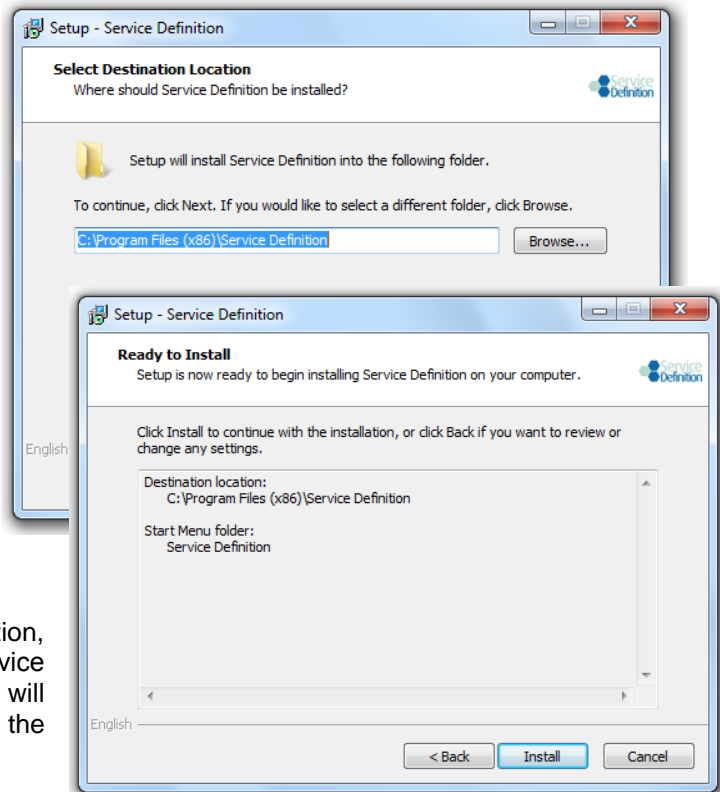 Setup - Service Definition
Select Destination Location
Where should Service Definition be installed?
Service
Definition
Setup will install Service Definition into the following folder.
To continue, click Next. If you would like to select a different folder, click Browse.
C:\Program Files (x86)\Service Definition
Browse...
English
Setup - Service Definition
Ready to Install
Setup is now ready to begin installing Service Definition on your computer.
Service
Definition
Click Install to continue with the installation, or click Back if you want to review or
change any settings.
Destination location:
C:\Program Files (x86)\Service Definition
Start Menu folder:
Service Definition
English
< Back
Install
Cancel
will
the